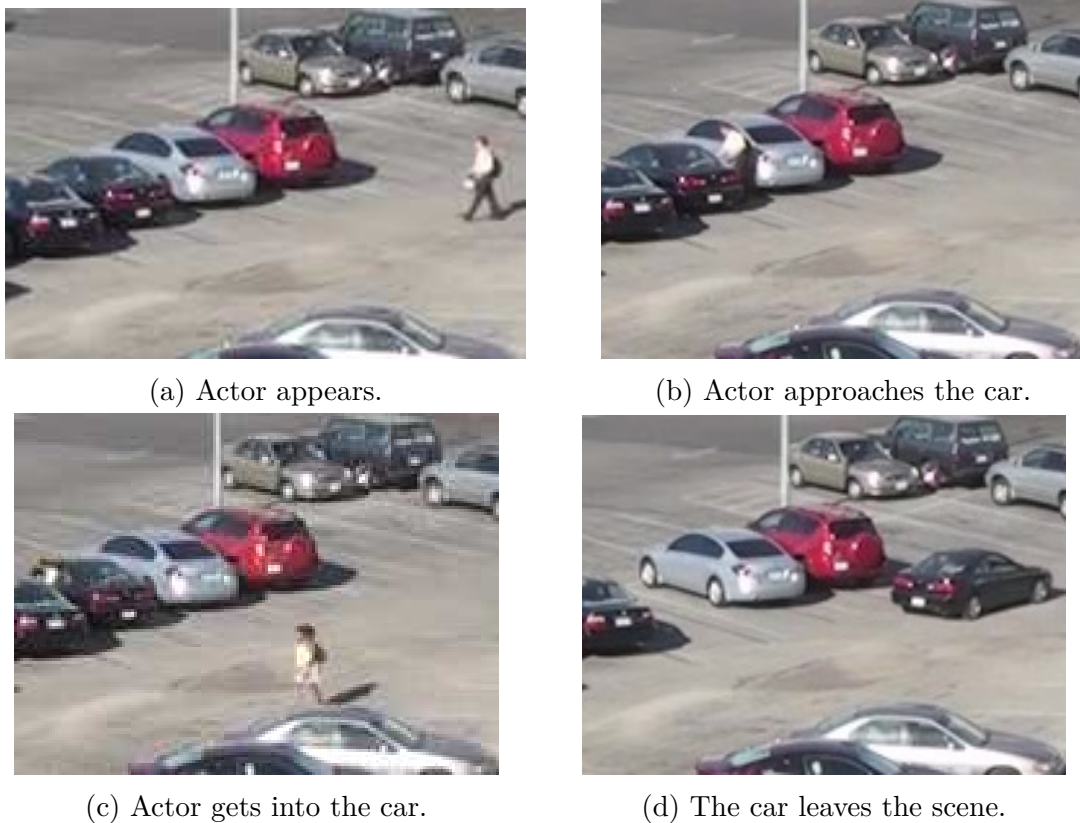 (a) Actor appears.
(b) Actor approaches the car.
(c) Actor gets into the car.
(d) The car leaves the scene.